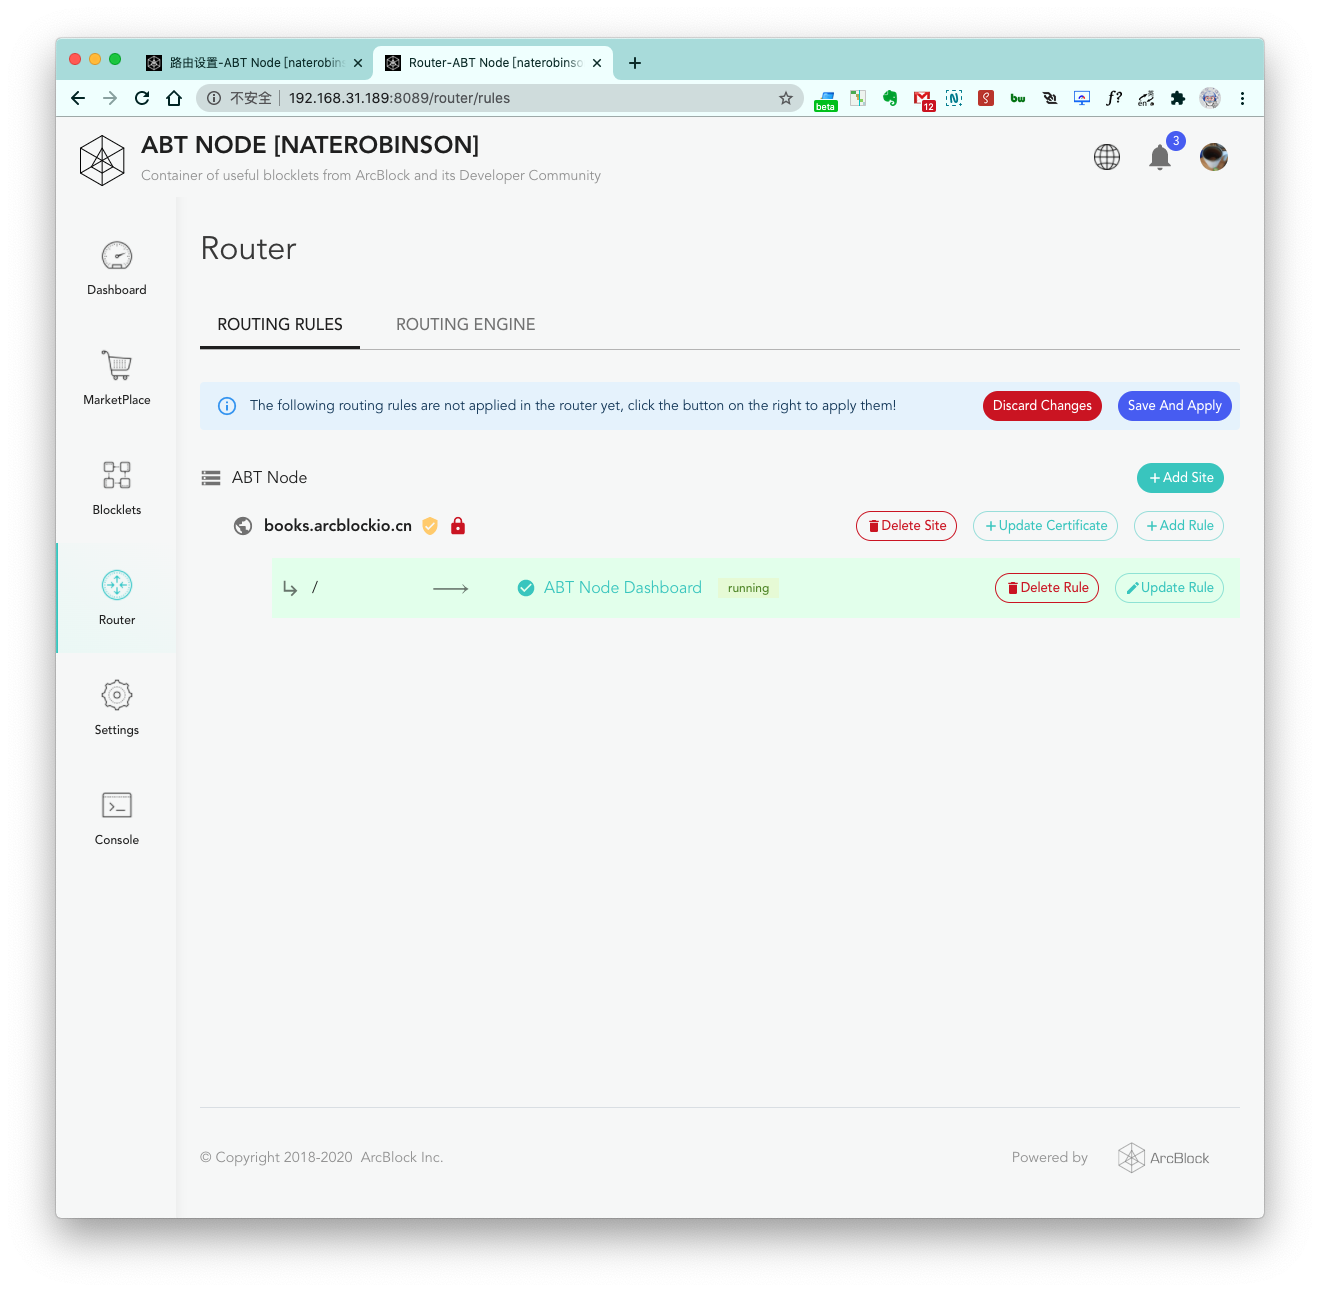 路由设置-ABT Node [naterobins
Router-ABT Node [naterobinso
不安全 192.168.31.189:8089/router/rules
beta
12
bw
f?
en
ABT NODE [NATEROBINSON]
Container of useful blocklets from ArcBlock and its Developer Community
3
Dashboard
MarketPlace
Blocklets
Router
Settings
Console
Router
ROUTING RULES
ROUTING ENGINE
The following routing rules are not applied in the router yet, click the button on the right to apply them!
Discard Changes
Save And Apply
ABT Node
+ Add Site
books.arcblockio.cn
Delete Site
+ Update Certificate
+ Add Rule
/
ABT Node Dashboard
running
Delete Rule
Update Rule
© Copyright 2018-2020 ArcBlock Inc.
Powered by
ArcBlock